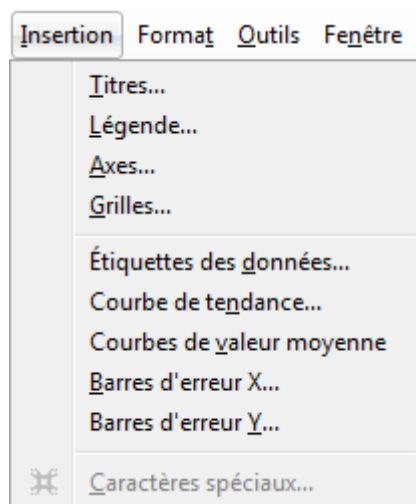 Insertion Format Outils Fenêtre
Titres...
Légende...
Axes...
Grilles...
Étiquettes des données...
Courbe de tendance...
Courbes de valeur moyenne
Barres d'erreur X...
Barres d'erreur Y...
Caractères spéciaux...